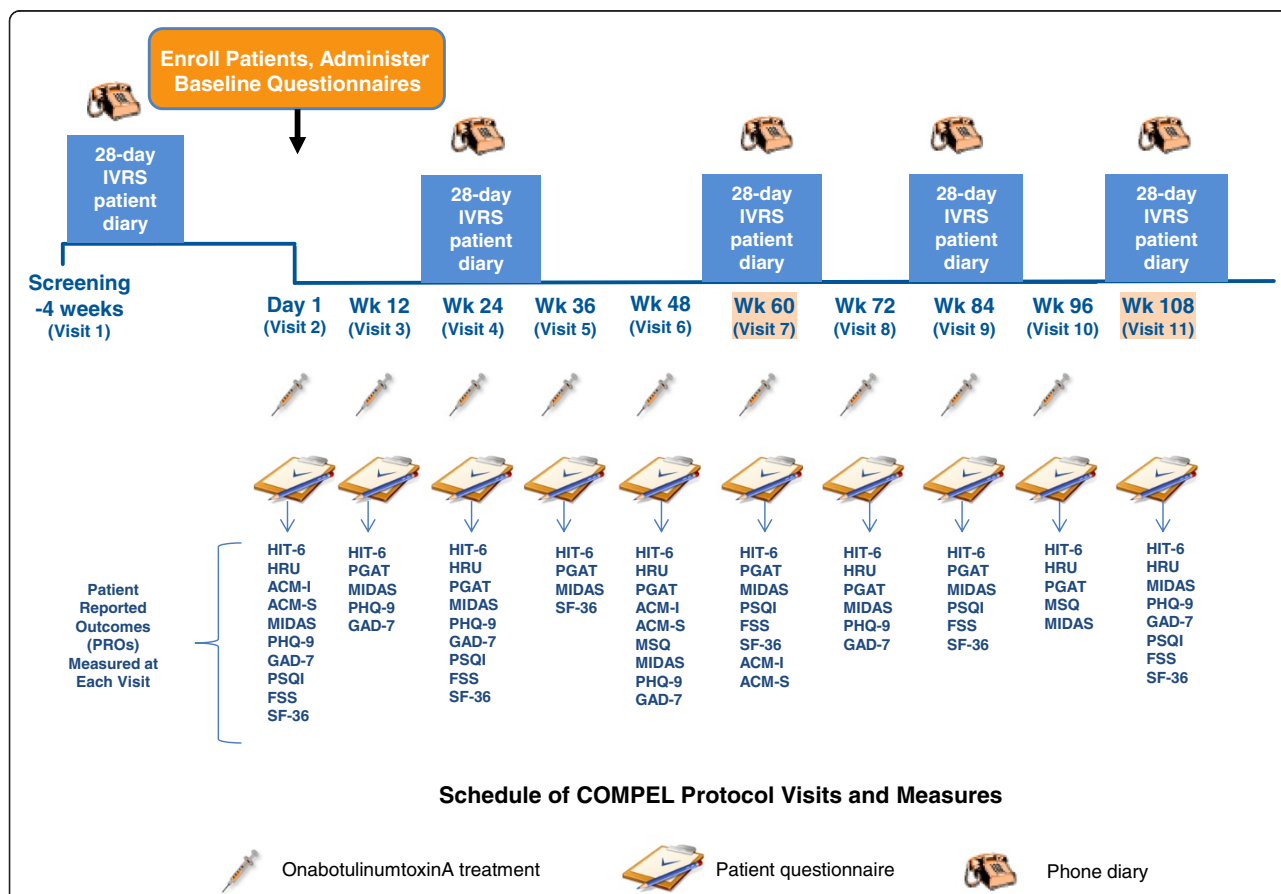 Enroll Patients, Administer
Baseline Questionnaires
28-day
IVRS
patient
diary
28-day
IVRS
patient
diary
28-day
IVRS
patient
diary
28-day
IVRS
patient
diary
28-day
IVRS
patient
diary
Screening
-4 weeks
(Visit 1)
Day 1
(Visit 2)
Wk 12
(Visit 3)
Wk 24
(Visit 4)
Wk 36
(Visit 5)
Wk 48
(Visit 6)
Wk 60
(Visit 7)
Wk 72
(Visit 8)
Wk 84
(Visit 9)
Wk 96
(Visit 10)
Wk 108
(Visit 11)
Patient
Reported
Outcomes
(PROs)
Measured at
Each Visit
HIT-6
HRU
ACM-I
ACM-S
MIDAS
PHQ-9
GAD-7
PSQI
FSS
SF-36
HIT-6
PGAT
MIDAS
PHQ-9
GAD-7
HIT-6
HRU
PGAT
MIDAS
PHQ-9
GAD-7
PSQI
FSS
SF-36
HIT-6
PGAT
MIDAS
SF-36
HIT-6
HRU
PGAT
ACM-I
ACM-S
MSQ
MIDAS
PHQ-9
GAD-7
HIT-6
PGAT
MIDAS
PSQI
FSS
SF-36
ACM-I
ACM-S
HIT-6
HRU
PGAT
MIDAS
PHQ-9
GAD-7
HIT-6
PGAT
MIDAS
PSQI
FSS
SF-36
HIT-6
HRU
PGAT
MSQ
MIDAS
HIT-6
HRU
MIDAS
PHQ-9
GAD-7
PSQI
FSS
SF-36
Schedule of COMPEL Protocol Visits and Measures
OnabotulinumtoxinA treatment
Patient questionnaire
Phone diary